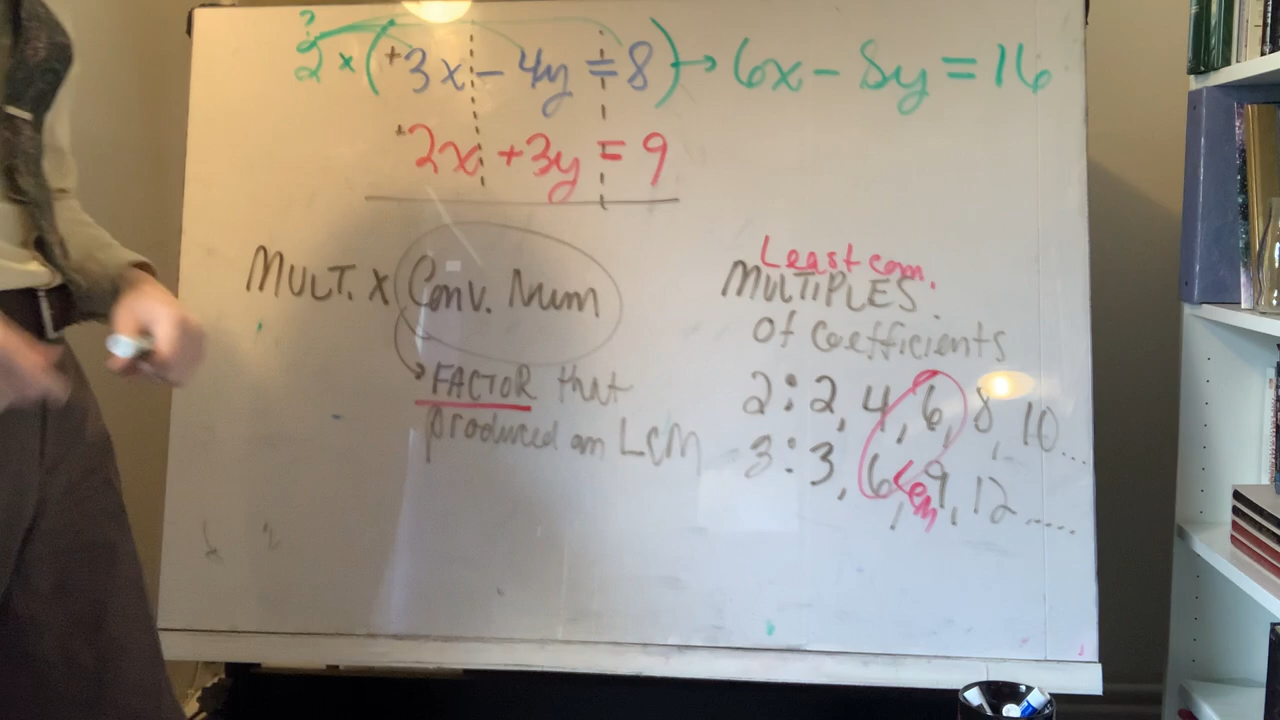 ?
2 x (+3x - 4y = 8) → 6x - 8y = 16
+2x + 3y = 9
MULT. X Conv. Num
FACTOR that
produced an LCM
Least com.
MULTIPLES
of Coefficients
2: 2, 4, 6, 8, 10...
3: 3, 6, 9, 12.....
LCM